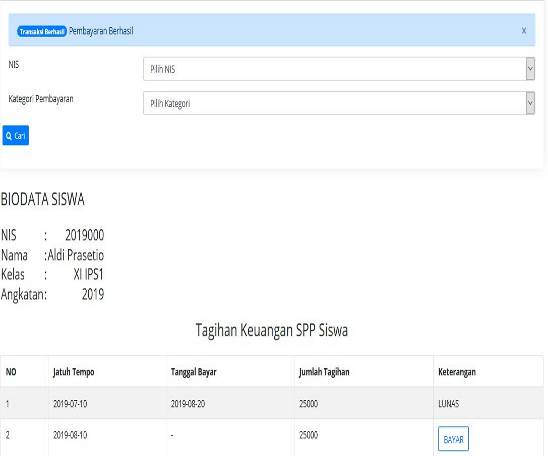 Transaksi Berhasil Pembayaran Berhasil x
NIS Pilih NIS
Kategori Pembayaran Pilih Kategori
Cari
BIODATA SISWA
NIS : 2019000
Nama :Aldi Prasetio
Kelas : XI IPS1
Angkatan: 2019
Tagihan Keuangan SPP Siswa
NO Jatuh Tempo Tanggal Bayar Jumlah Tagihan Keterangan
1 2019-07-10 2019-08-20 25000 LUNAS
2 2019-08-10 - 25000 BAYAR